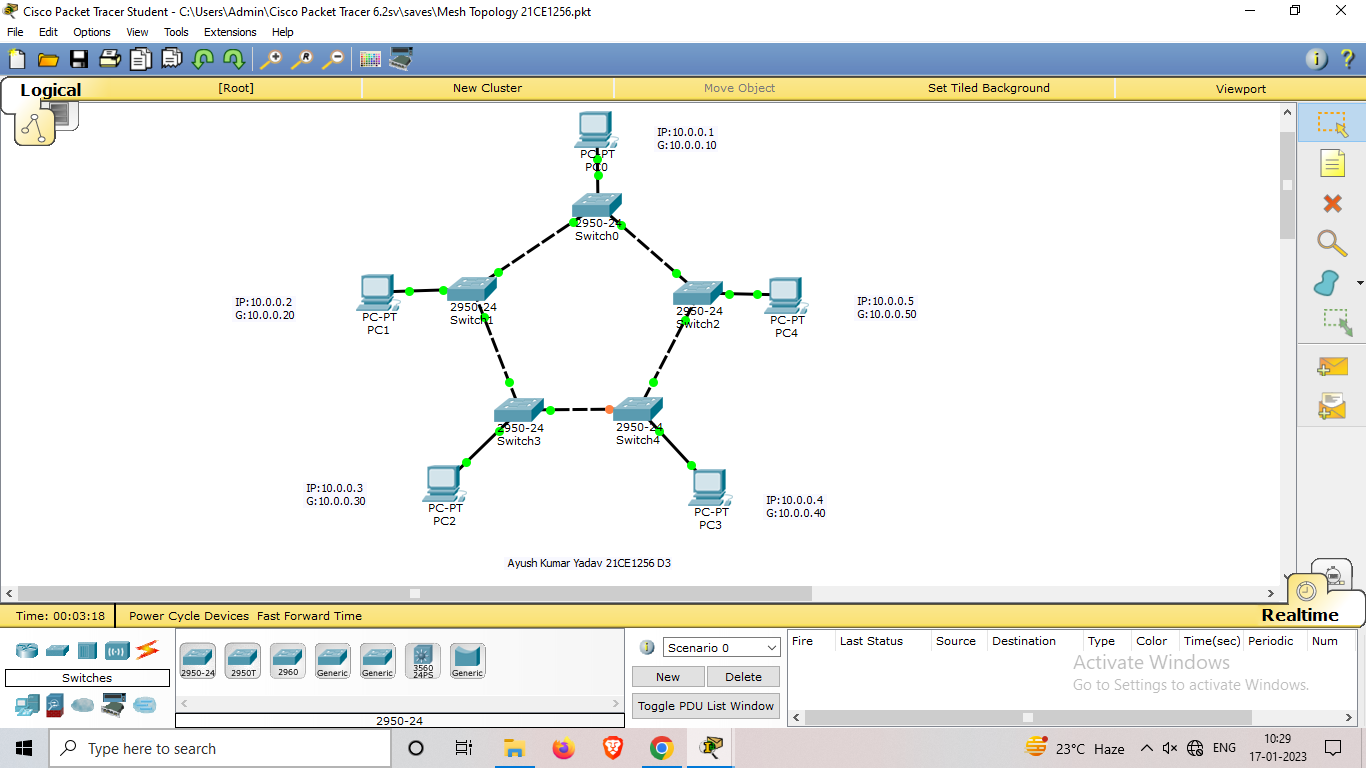 Cisco Packet Tracer Student - C:\Users\Admin\Cisco Packet Tracer 6.2sv\saves\Mesh Topology 21CE1256.pkt
File Edit Options View Tools Extensions Help
Logical [Root] New Cluster Move Object Set Tiled Background Viewport
PC-PT
PC0
IP:10.0.0.1
G:10.0.0.10
2950-24
Switch0
PC-PT
PC1
IP:10.0.0.2
G:10.0.0.20
2950-24
Switch1
2950-24
Switch2
PC-PT
PC4
IP:10.0.0.5
G:10.0.0.50
2950-24
Switch3
2950-24
Switch4
PC-PT
PC2
IP:10.0.0.3
G:10.0.0.30
PC-PT
PC3
IP:10.0.0.4
G:10.0.0.40
Ayush Kumar Yadav 21CE1256 D3
Time: 00:03:18 Power Cycle Devices Fast Forward Time Realtime
Switches
2950-24 2950T 2960 Generic Generic 3560 24PS Generic
2950-24
Scenario 0
New Delete
Toggle PDU List Window
Fire Last Status Source Destination Type Color Time(sec) Periodic Num
Activate Windows
Go to Settings to activate Windows.
Type here to search
23°C Haze ENG
10:29
17-01-2023